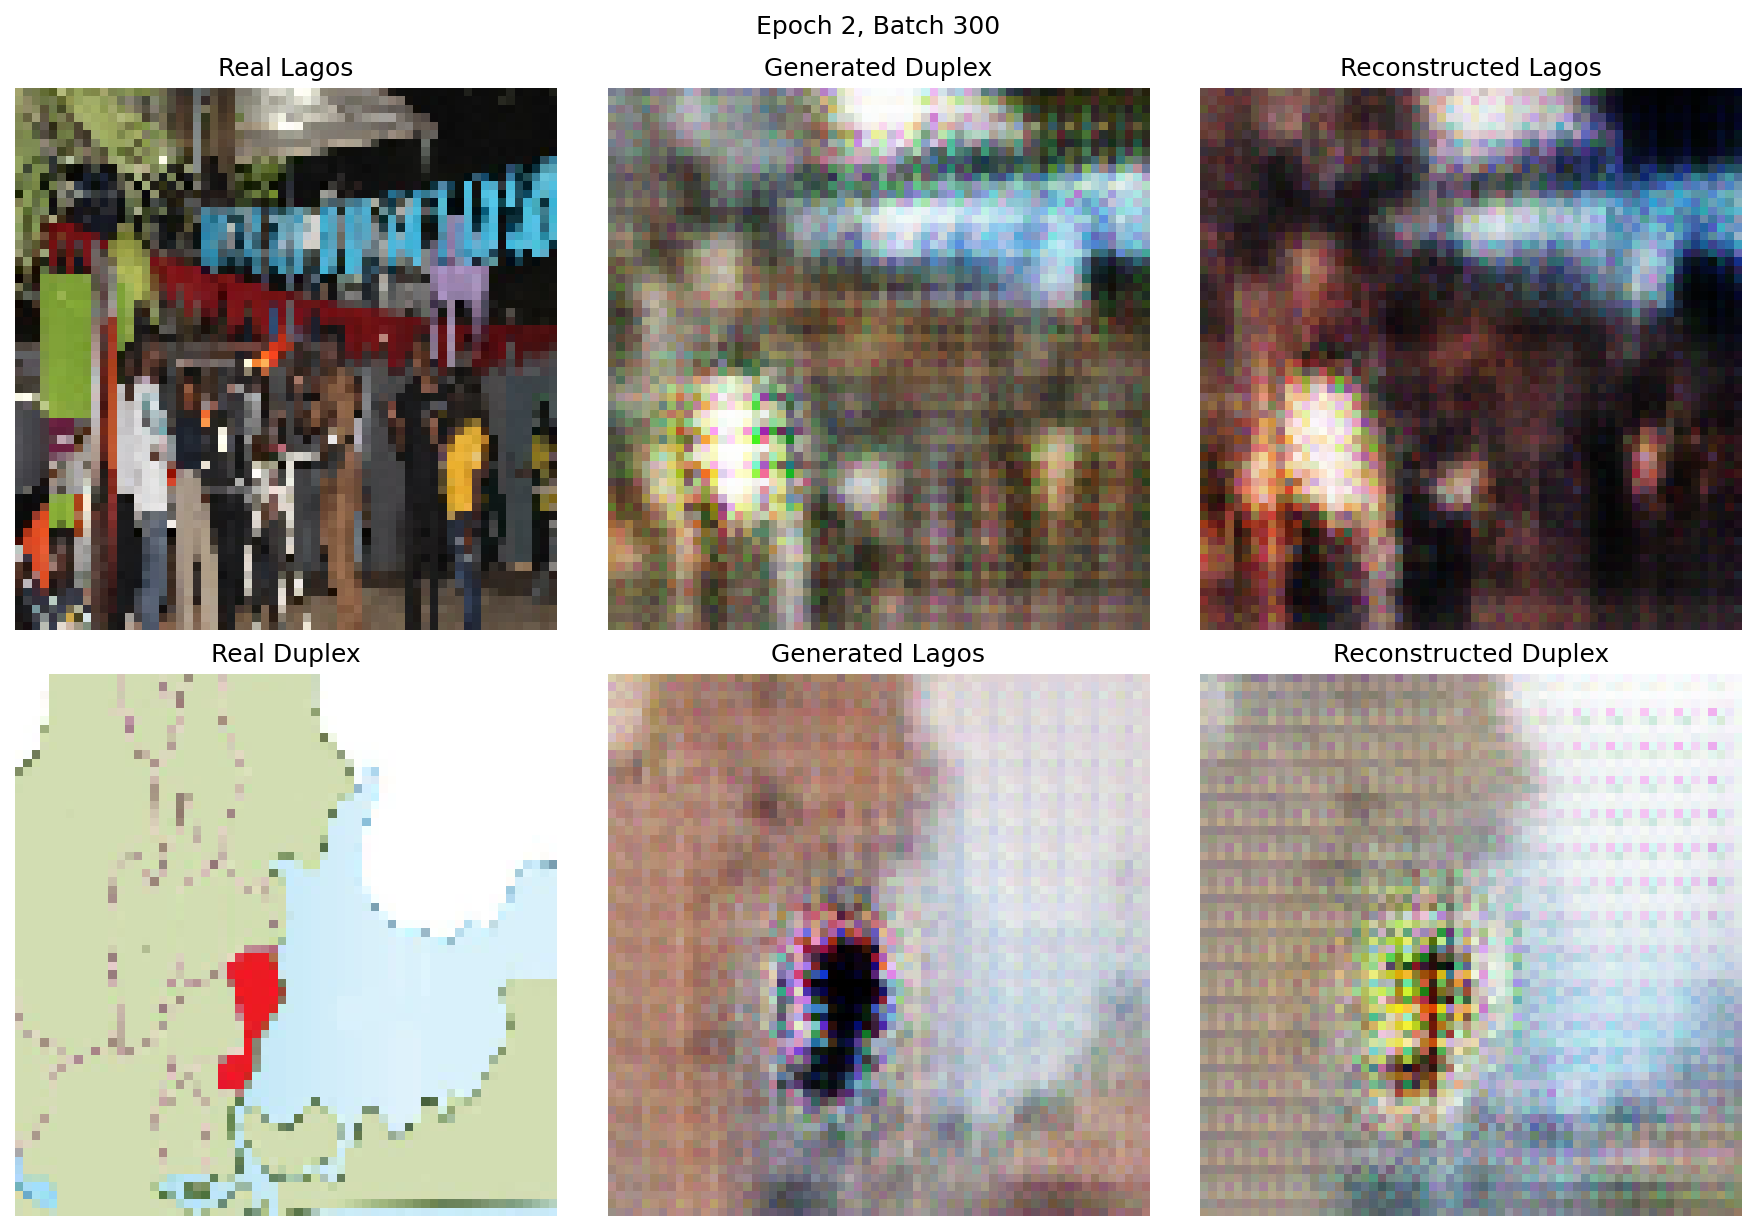 Epoch 2, Batch 300
Real Lagos
Generated Duplex
Reconstructed Lagos
Real Duplex
Generated Lagos
Reconstructed Duplex